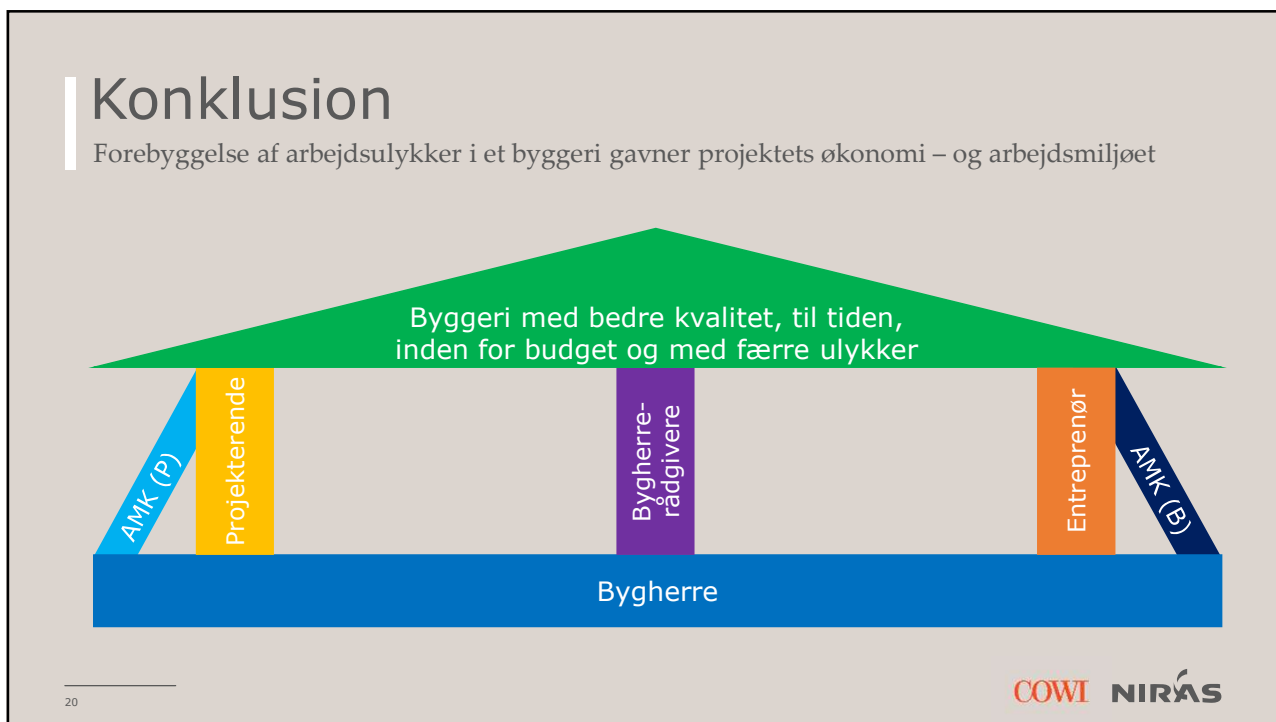 Konklusion
Forebyggelse af arbejdsulykker i et byggeri gavner projektets økonomi – og arbejdsmiljøet
Byggeri med bedre kvalitet, til tiden,
inden for budget og med færre ulykker
AMK (P)
Projekterende
Bygherre-
rådgivere
Entreprenør
AMK (B)
Bygherre
20
COWI
NIRAS